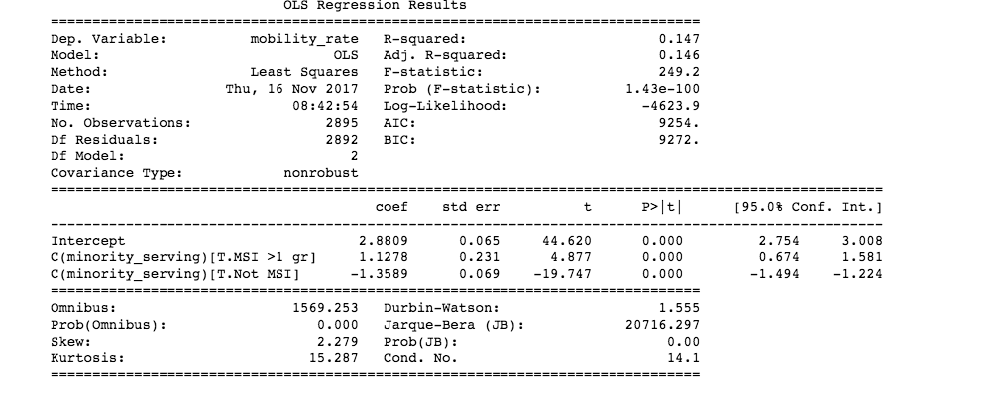 OLS Regression Results
==============================================================================
Dep. Variable: mobility_rate R-squared: 0.147
Model: OLS Adj. R-squared: 0.146
Method: Least Squares F-statistic: 249.2
Date: Thu, 16 Nov 2017 Prob (F-statistic): 1.43e-100
Time: 08:42:54 Log-Likelihood: -4623.9
No. Observations: 2895 AIC: 9254.
Df Residuals: 2892 BIC: 9272.
Df Model: 2
Covariance Type: nonrobust
====================================================================================================
coef std err t P>|t| [95.0% Conf. Int.]
----------------------------------------------------------------------------------------------------
Intercept 2.8809 0.065 44.620 0.000 2.754 3.008
C(minority_serving)[T.MSI >1 gr] 1.1278 0.231 4.877 0.000 0.674 1.581
C(minority_serving)[T.Not MSI] -1.3589 0.069 -19.747 0.000 -1.494 -1.224
==============================================================================
Omnibus: 1569.253 Durbin-Watson: 1.555
Prob(Omnibus): 0.000 Jarque-Bera (JB): 20716.297
Skew: 2.279 Prob(JB): 0.00
Kurtosis: 15.287 Cond. No. 14.1
==============================================================================